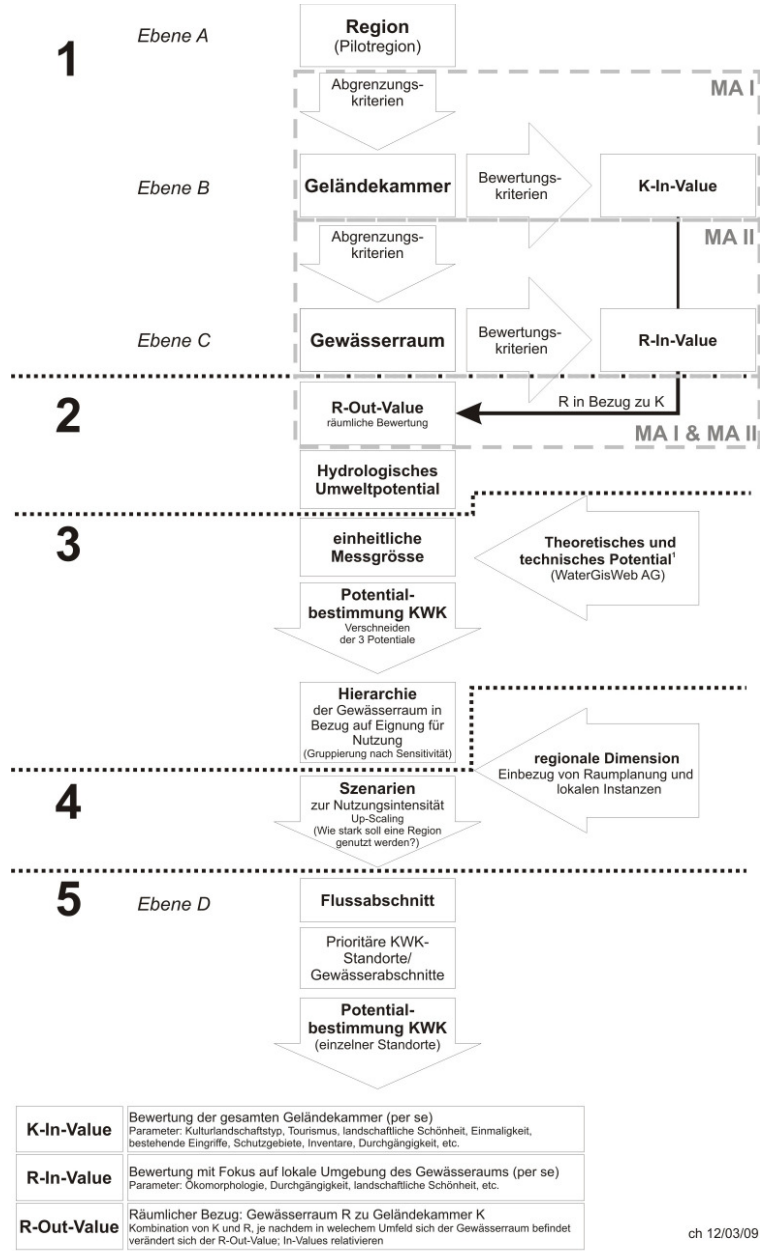 1
Ebene A
Region
(Pilotregion)
Abgrenzungs-
kriterien
MA I
Ebene B
Geländekammer
Bewertungs-
kriterien
K-In-Value
Abgrenzungs-
kriterien
MA II
Ebene C
Gewässerraum
Bewertungs-
kriterien
R-In-Value
2
R-Out-Value
räumliche Bewertung
R in Bezug zu K
MA I & MA II
Hydrologisches
Umweltpotential
3
einheitliche
Messgrösse
Theoretisches und
technisches Potential¹
(WaterGisWeb AG)
Potential-
bestimmung KWK
Verschneiden
der 3 Potentiale
Hierarchie
der Gewässerraum in
Bezug auf Eignung für
Nutzung
(Gruppierung nach Sensitivität)
regionale Dimension
Einbezug von Raumplanung und
lokalen Instanzen
4
Szenarien
zur Nutzungsintensität
Up-Scaling
(Wie stark soll eine Region
genutzt werden?)
5
Ebene D
Flussabschnitt
Prioritäre KWK-
Standorte/
Gewässerabschnitte
Potential-
bestimmung KWK
(einzelner Standorte)
K-In-Value
Bewertung der gesamten Geländekammer (per se)
Parameter: Kulturlandschaftstyp, Tourismus, landschaftliche Schönheit, Einmaligkeit,
bestehende Eingriffe, Schutzgebiete, Inventare, Durchgängigkeit, etc.
R-In-Value
Bewertung mit Fokus auf lokale Umgebung des Gewässeraums (per se)
Parameter: Ökomorphologie, Durchgängigkeit, landschaftliche Schönheit, etc.
R-Out-Value
Räumlicher Bezug: Gewässerraum R zu Geländekammer K
Kombination von K und R, je nachdem in welechem Umfeld sich der Gewässerraum befindet
verändert sich der R-Out-Value; In-Values relativieren
ch 12/03/09